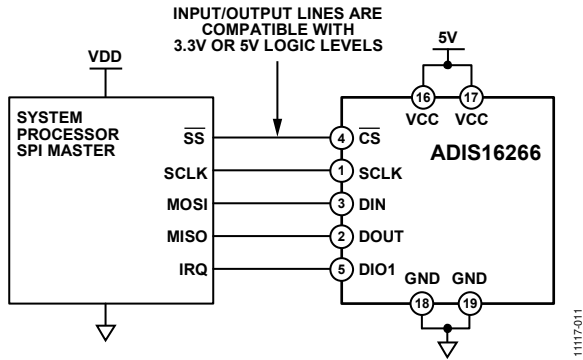 INPUT/OUTPUT LINES ARE
COMPATIBLE WITH
3.3V OR 5V LOGIC LEVELS
VDD
5V
SYSTEM
PROCESSOR
SPI MASTER
SS
SCLK
MOSI
MISO
IRQ
16
17
VCC
VCC
ADIS16266
4
CS
1
SCLK
3
DIN
2
DOUT
5
DIO1
GND
GND
18
19
11117-011